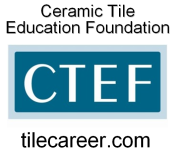 Ceramic Tile
Education Foundation
CTEF
tilecareer.com